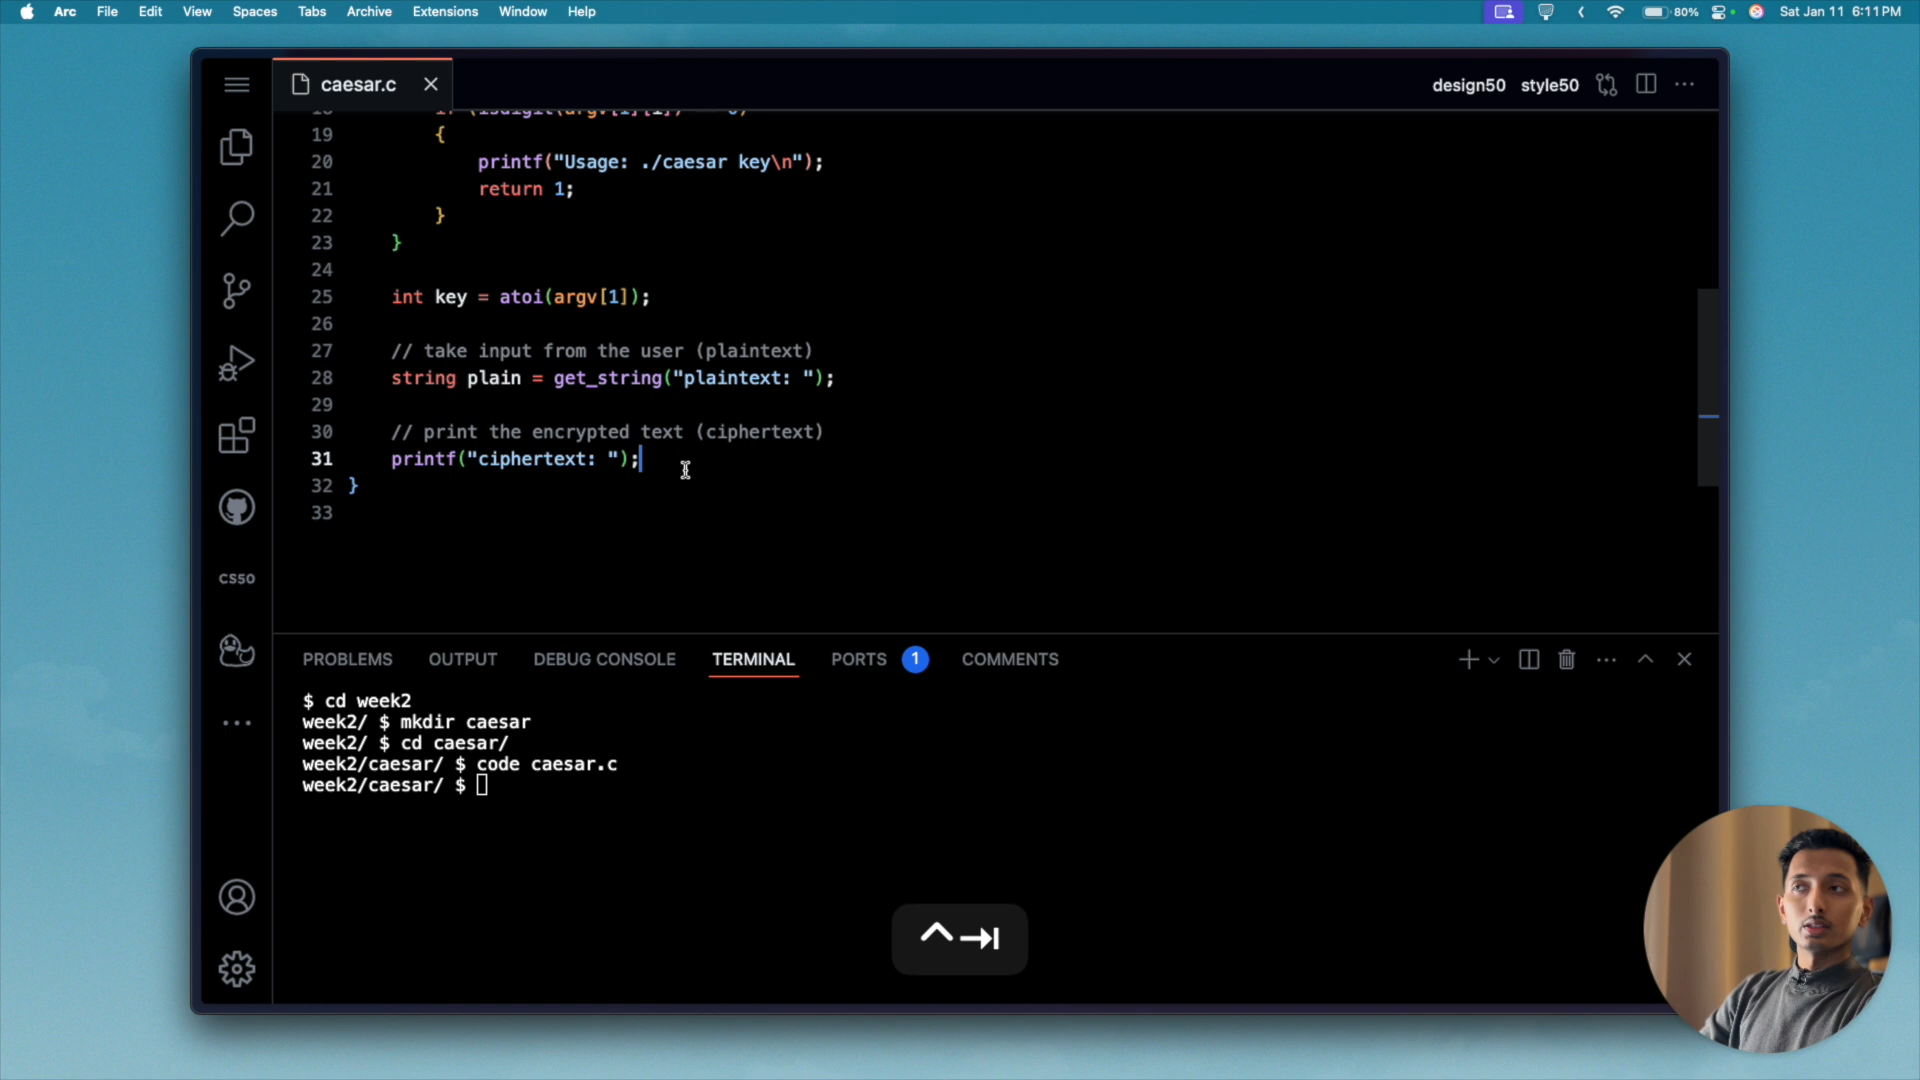 Arc File Edit View Spaces Tabs Archive Extensions Window Help 80% Sat Jan 11 6:11PM
caesar.c design50 style50
19 {
20 printf("Usage: ./caesar key\n");
21 return 1;
22 }
23 }
24
25 int key = atoi(argv[1]);
26
27 // take input from the user (plaintext)
28 string plain = get_string("plaintext: ");
29
30 // print the encrypted text (ciphertext)
31 printf("ciphertext: ");
32 }
33
CS50
PROBLEMS OUTPUT DEBUG CONSOLE TERMINAL PORTS 1 COMMENTS
$ cd week2
week2/ $ mkdir caesar
week2/ $ cd caesar/
week2/caesar/ $ code caesar.c
week2/caesar/ $